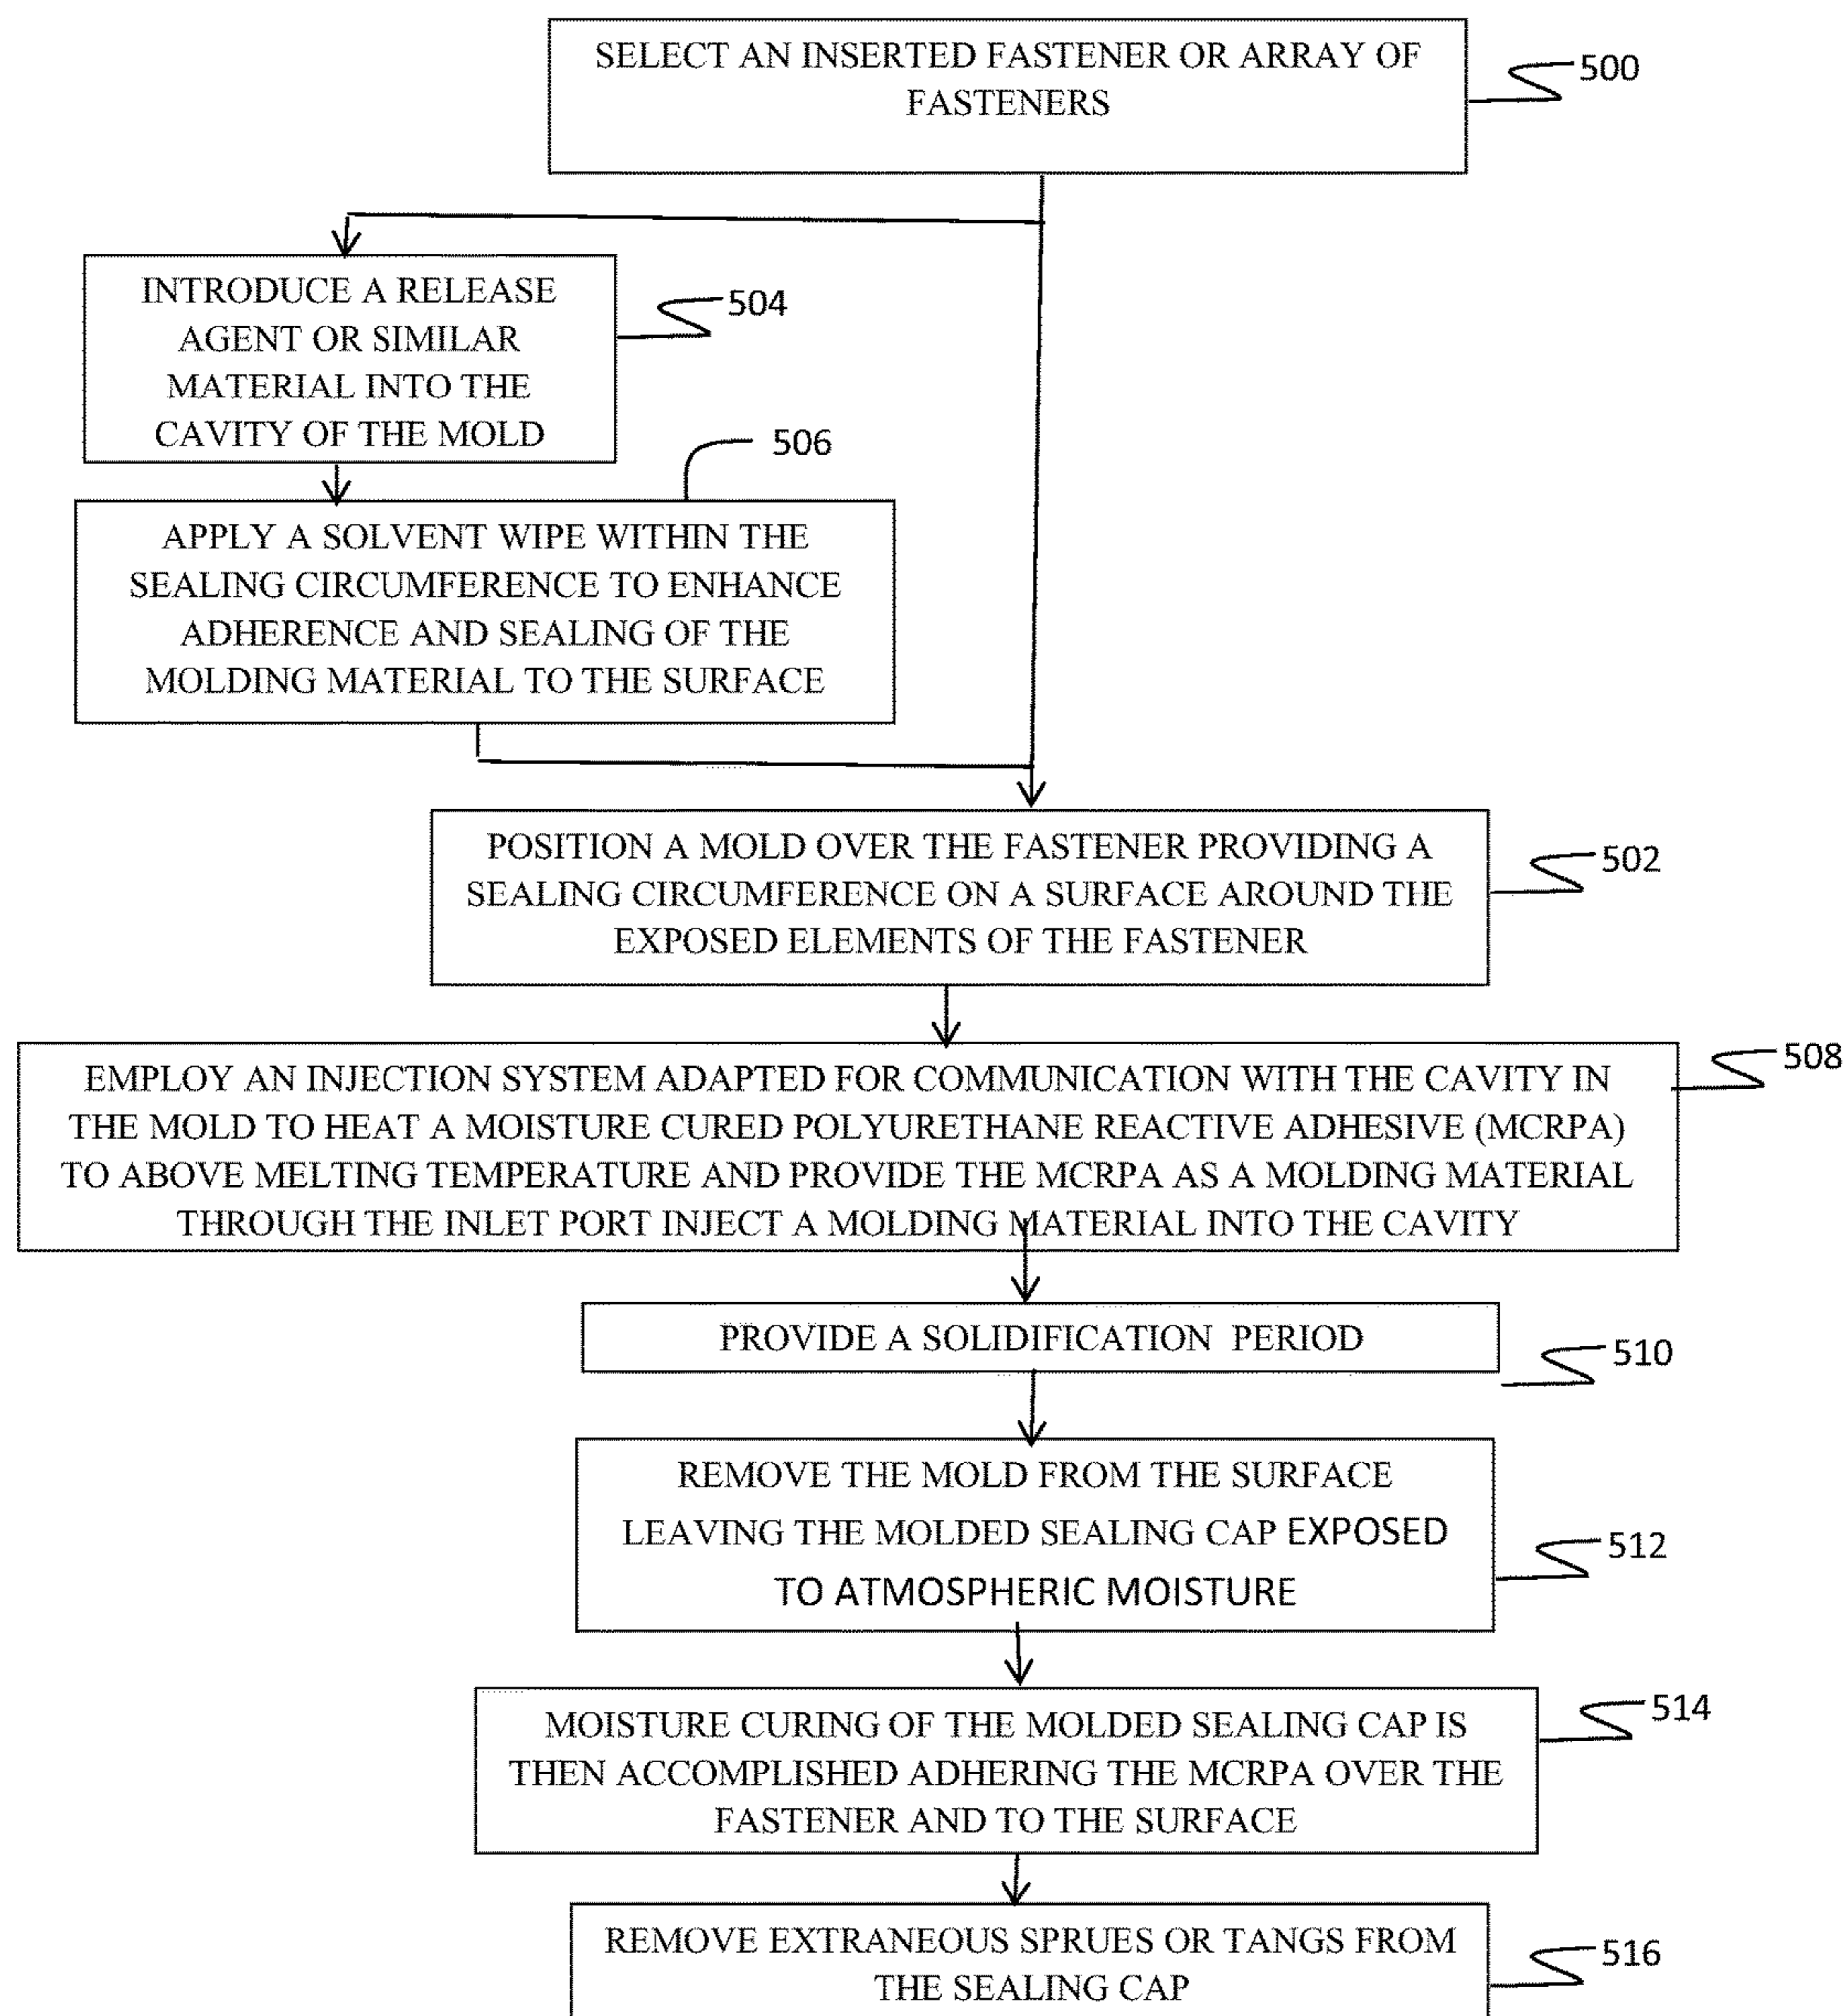 SELECT AN INSERTED FASTENER OR ARRAY OF
FASTENERS
500
INTRODUCE A RELEASE
AGENT OR SIMILAR
MATERIAL INTO THE
CAVITY OF THE MOLD
504
506
APPLY A SOLVENT WIPE WITHIN THE
SEALING CIRCUMFERENCE TO ENHANCE
ADHERENCE AND SEALING OF THE
MOLDING MATERIAL TO THE SURFACE
POSITION A MOLD OVER THE FASTENER PROVIDING A
SEALING CIRCUMFERENCE ON A SURFACE AROUND THE
EXPOSED ELEMENTS OF THE FASTENER
502
EMPLOY AN INJECTION SYSTEM ADAPTED FOR COMMUNICATION WITH THE CAVITY IN
THE MOLD TO HEAT A MOISTURE CURED POLYURETHANE REACTIVE ADHESIVE (MCRPA)
TO ABOVE MELTING TEMPERATURE AND PROVIDE THE MCRPA AS A MOLDING MATERIAL
THROUGH THE INLET PORT INJECT A MOLDING MATERIAL INTO THE CAVITY
508
PROVIDE A SOLIDIFICATION PERIOD
510
REMOVE THE MOLD FROM THE SURFACE
LEAVING THE MOLDED SEALING CAP EXPOSED
TO ATMOSPHERIC MOISTURE
512
MOISTURE CURING OF THE MOLDED SEALING CAP IS
THEN ACCOMPLISHED ADHERING THE MCRPA OVER THE
FASTENER AND TO THE SURFACE
514
REMOVE EXTRANEOUS SPRUES OR TANGS FROM
THE SEALING CAP
516